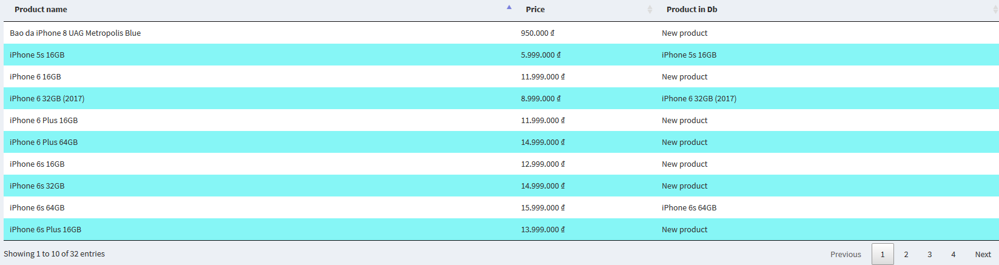 Product name Price Product in Db
Bao da iPhone 8 UAG Metropolis Blue 950.000 ₫ New product
iPhone 5s 16GB 5.999.000 ₫ iPhone 5s 16GB
iPhone 6 16GB 11.999.000 ₫ New product
iPhone 6 32GB (2017) 8.999.000 ₫ iPhone 6 32GB (2017)
iPhone 6 Plus 16GB 11.999.000 ₫ New product
iPhone 6 Plus 64GB 14.999.000 ₫ New product
iPhone 6s 16GB 12.999.000 ₫ New product
iPhone 6s 32GB 14.999.000 ₫ New product
iPhone 6s 64GB 15.999.000 ₫ iPhone 6s 64GB
iPhone 6s Plus 16GB 13.999.000 ₫ New product
Showing 1 to 10 of 32 entries Previous 1 2 3 4 Next